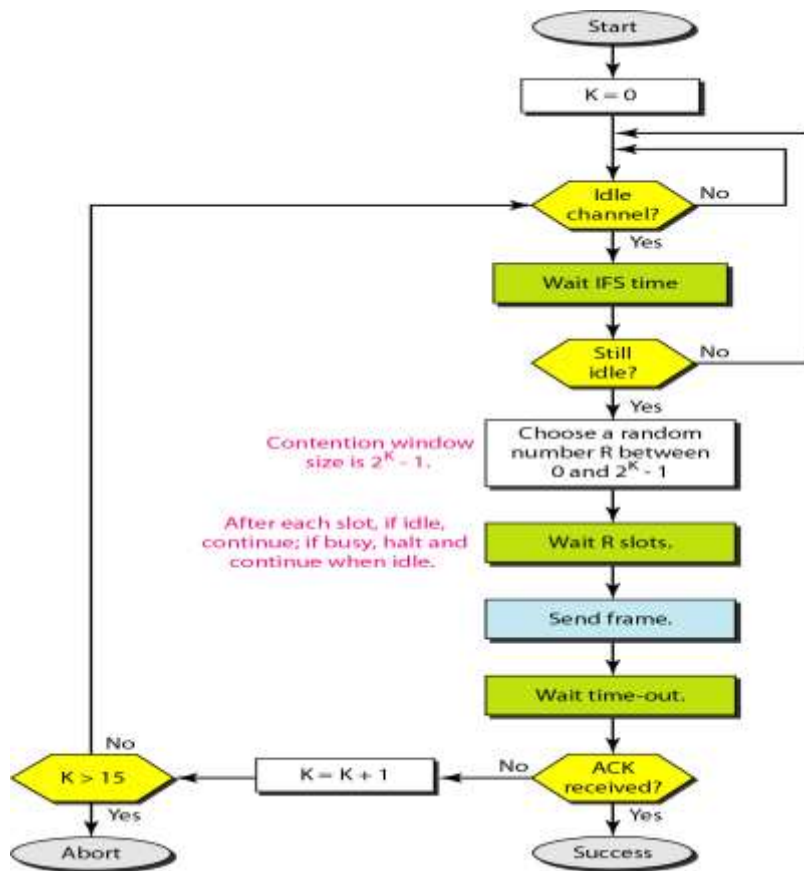 Start
K = 0
Idle
channel?
No
Yes
Wait IFS time
Still
idle?
No
Yes
Contention window
size is 2^K - 1.
Choose a random
number R between
0 and 2^K - 1
After each slot, if idle,
continue; if busy, halt and
continue when idle.
Wait R slots.
Send frame.
Wait time-out.
ACK
received?
No
Yes
K = K + 1
K > 15
No
Yes
Abort
Success